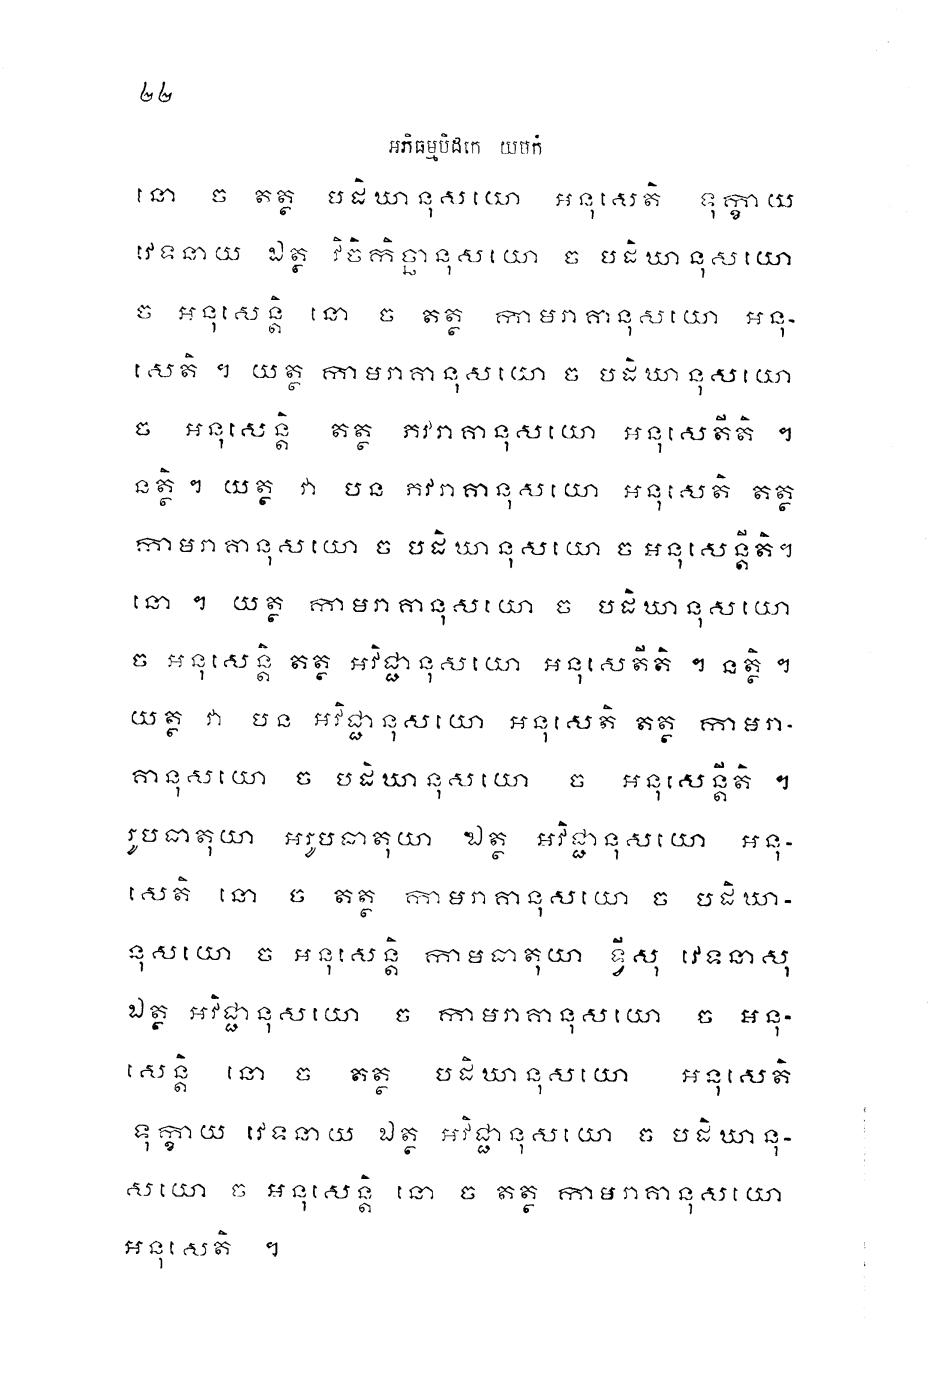 ២២
អភិធម្មបិដកេ យមកំ
នោ ច តត្ថ បដិឃានុសយោ អនុសេតិ ទុក្ខាយ
វេទនាយ ឯត្ថ វិចិកិច្ឆានុសយោ ច បដិឃានុសយោ
ច អនុសេន្តិ នោ ច តត្ថ កាមរាគានុសយោ អនុ-
សេតិ ។ យត្ថ កាមរាគានុសយោ ច បដិឃានុសយោ
ច អនុសេន្តិ តត្ថ ភវរាគានុសយោ អនុសេតីតិ ។
នត្ថិ ។ យត្ថ វា បន ភវរាគានុសយោ អនុសេតិ តត្ថ
កាមរាគានុសយោ ច បដិឃានុសយោ ច អនុសេន្តីតិ។
នោ ។ យត្ថ កាមរាគានុសយោ ច បដិឃានុសយោ
ច អនុសេន្តិ តត្ថ អវិជ្ជានុសយោ អនុសេតីតិ ។ នត្ថិ ។
យត្ថ វា បន អវិជ្ជានុសយោ អនុសេតិ តត្ថ កាមរា-
គានុសយោ ច បដិឃានុសយោ ច អនុសេន្តីតិ ។
រូបធាតុយា អរូបធាតុយា ឯត្ថ អវិជ្ជានុសយោ អនុ-
សេតិ នោ ច តត្ថ កាមរាគានុសយោ ច បដិឃា-
នុសយោ ច អនុសេន្តិ កាមធាតុយា ទ្វីសុ វេទនាសុ
ឯត្ថ អវិជ្ជានុសយោ ច កាមរាគានុសយោ ច អនុ-
សេន្តិ នោ ច តត្ថ បដិឃានុសយោ អនុសេតិ
ទុក្ខាយ វេទនាយ ឯត្ថ អវិជ្ជានុសយោ ច បដិឃានុ-
សយោ ច អនុសេន្តិ នោ ច តត្ថ កាមរាគានុសយោ
អនុសេតិ ។